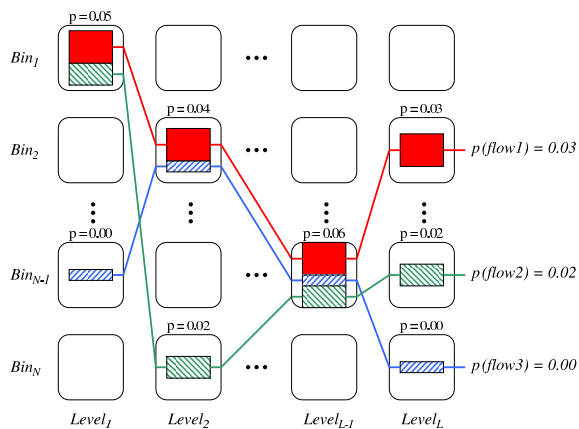 p = 0.05
Bin1
...
p = 0.04
p = 0.03
Bin2
...
p(flow1) = 0.03
p = 0.00
p = 0.06
p = 0.02
BinN-1
p(flow2) = 0.02
p = 0.02
p = 0.00
BinN
...
p(flow3) = 0.00
Level1
Level2
LevelL-1
LevelL